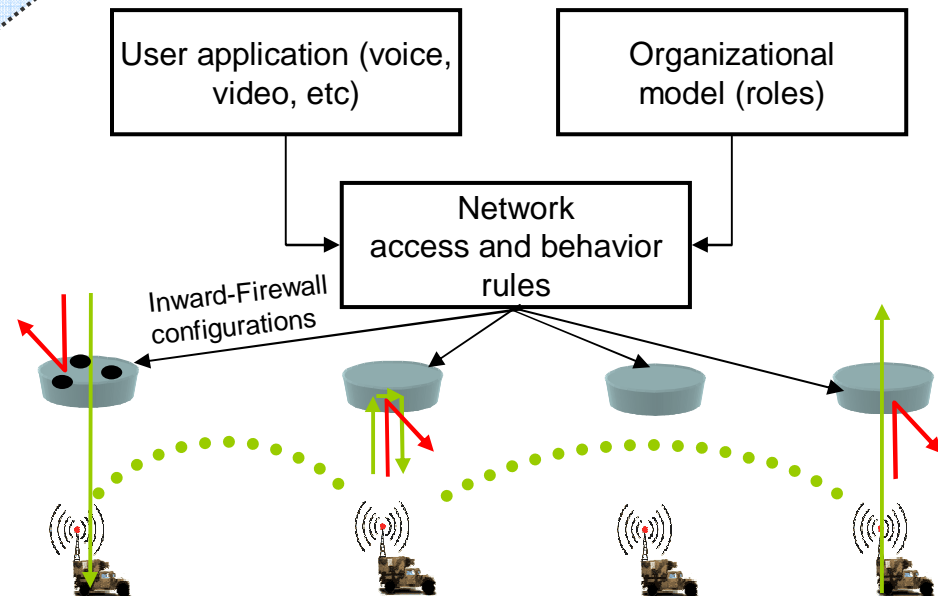 User application (voice,
video, etc)
Organizational
model (roles)
Network
access and behavior
rules
Inward-Firewall
configurations